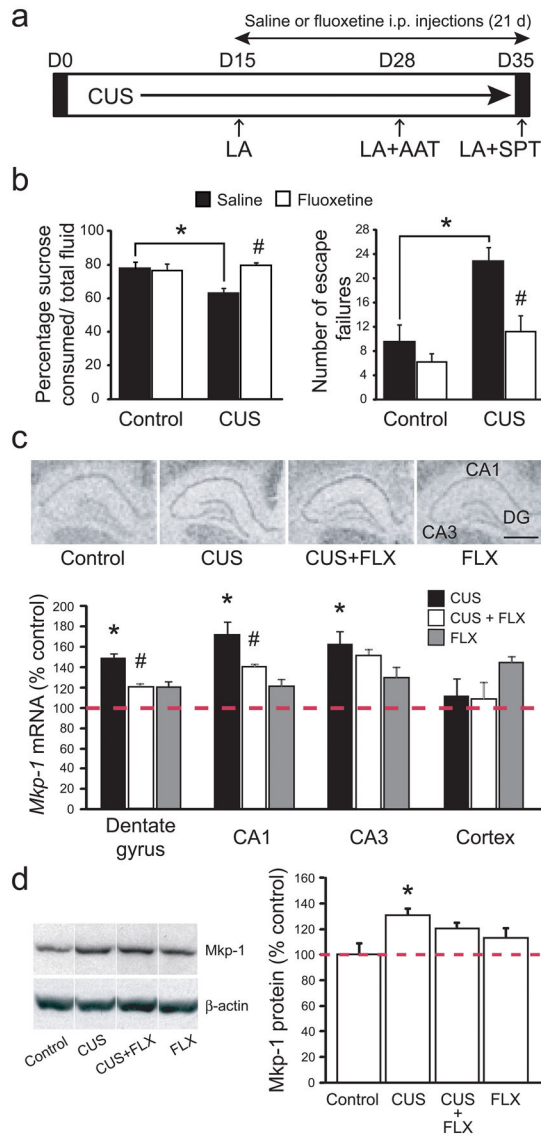 a
Saline or fluoxetine i.p. injections (21 d)
D0 D15 D28 D35
CUS
LA LA+AAT LA+SPT
b
Saline Fluoxetine
Percentage sucrose
consumed/ total fluid
100
80
60
40
20
0
*
#
Control CUS
Number of escape
failures
28
24
20
16
12
8
4
0
*
#
Control CUS
c
CA1
DG
CA3
Control CUS CUS+FLX FLX
Mkp-1 mRNA (% control)
200
180
160
140
120
100
80
60
40
20
0
* # * # *
CUS
CUS + FLX
FLX
Dentate
gyrus
CA1 CA3 Cortex
d
Mkp-1
β-actin
Control CUS CUS+FLX FLX
Mkp-1 protein (% control)
160
140
120
100
80
60
40
20
0
*
Control CUS CUS
+
FLX
FLX